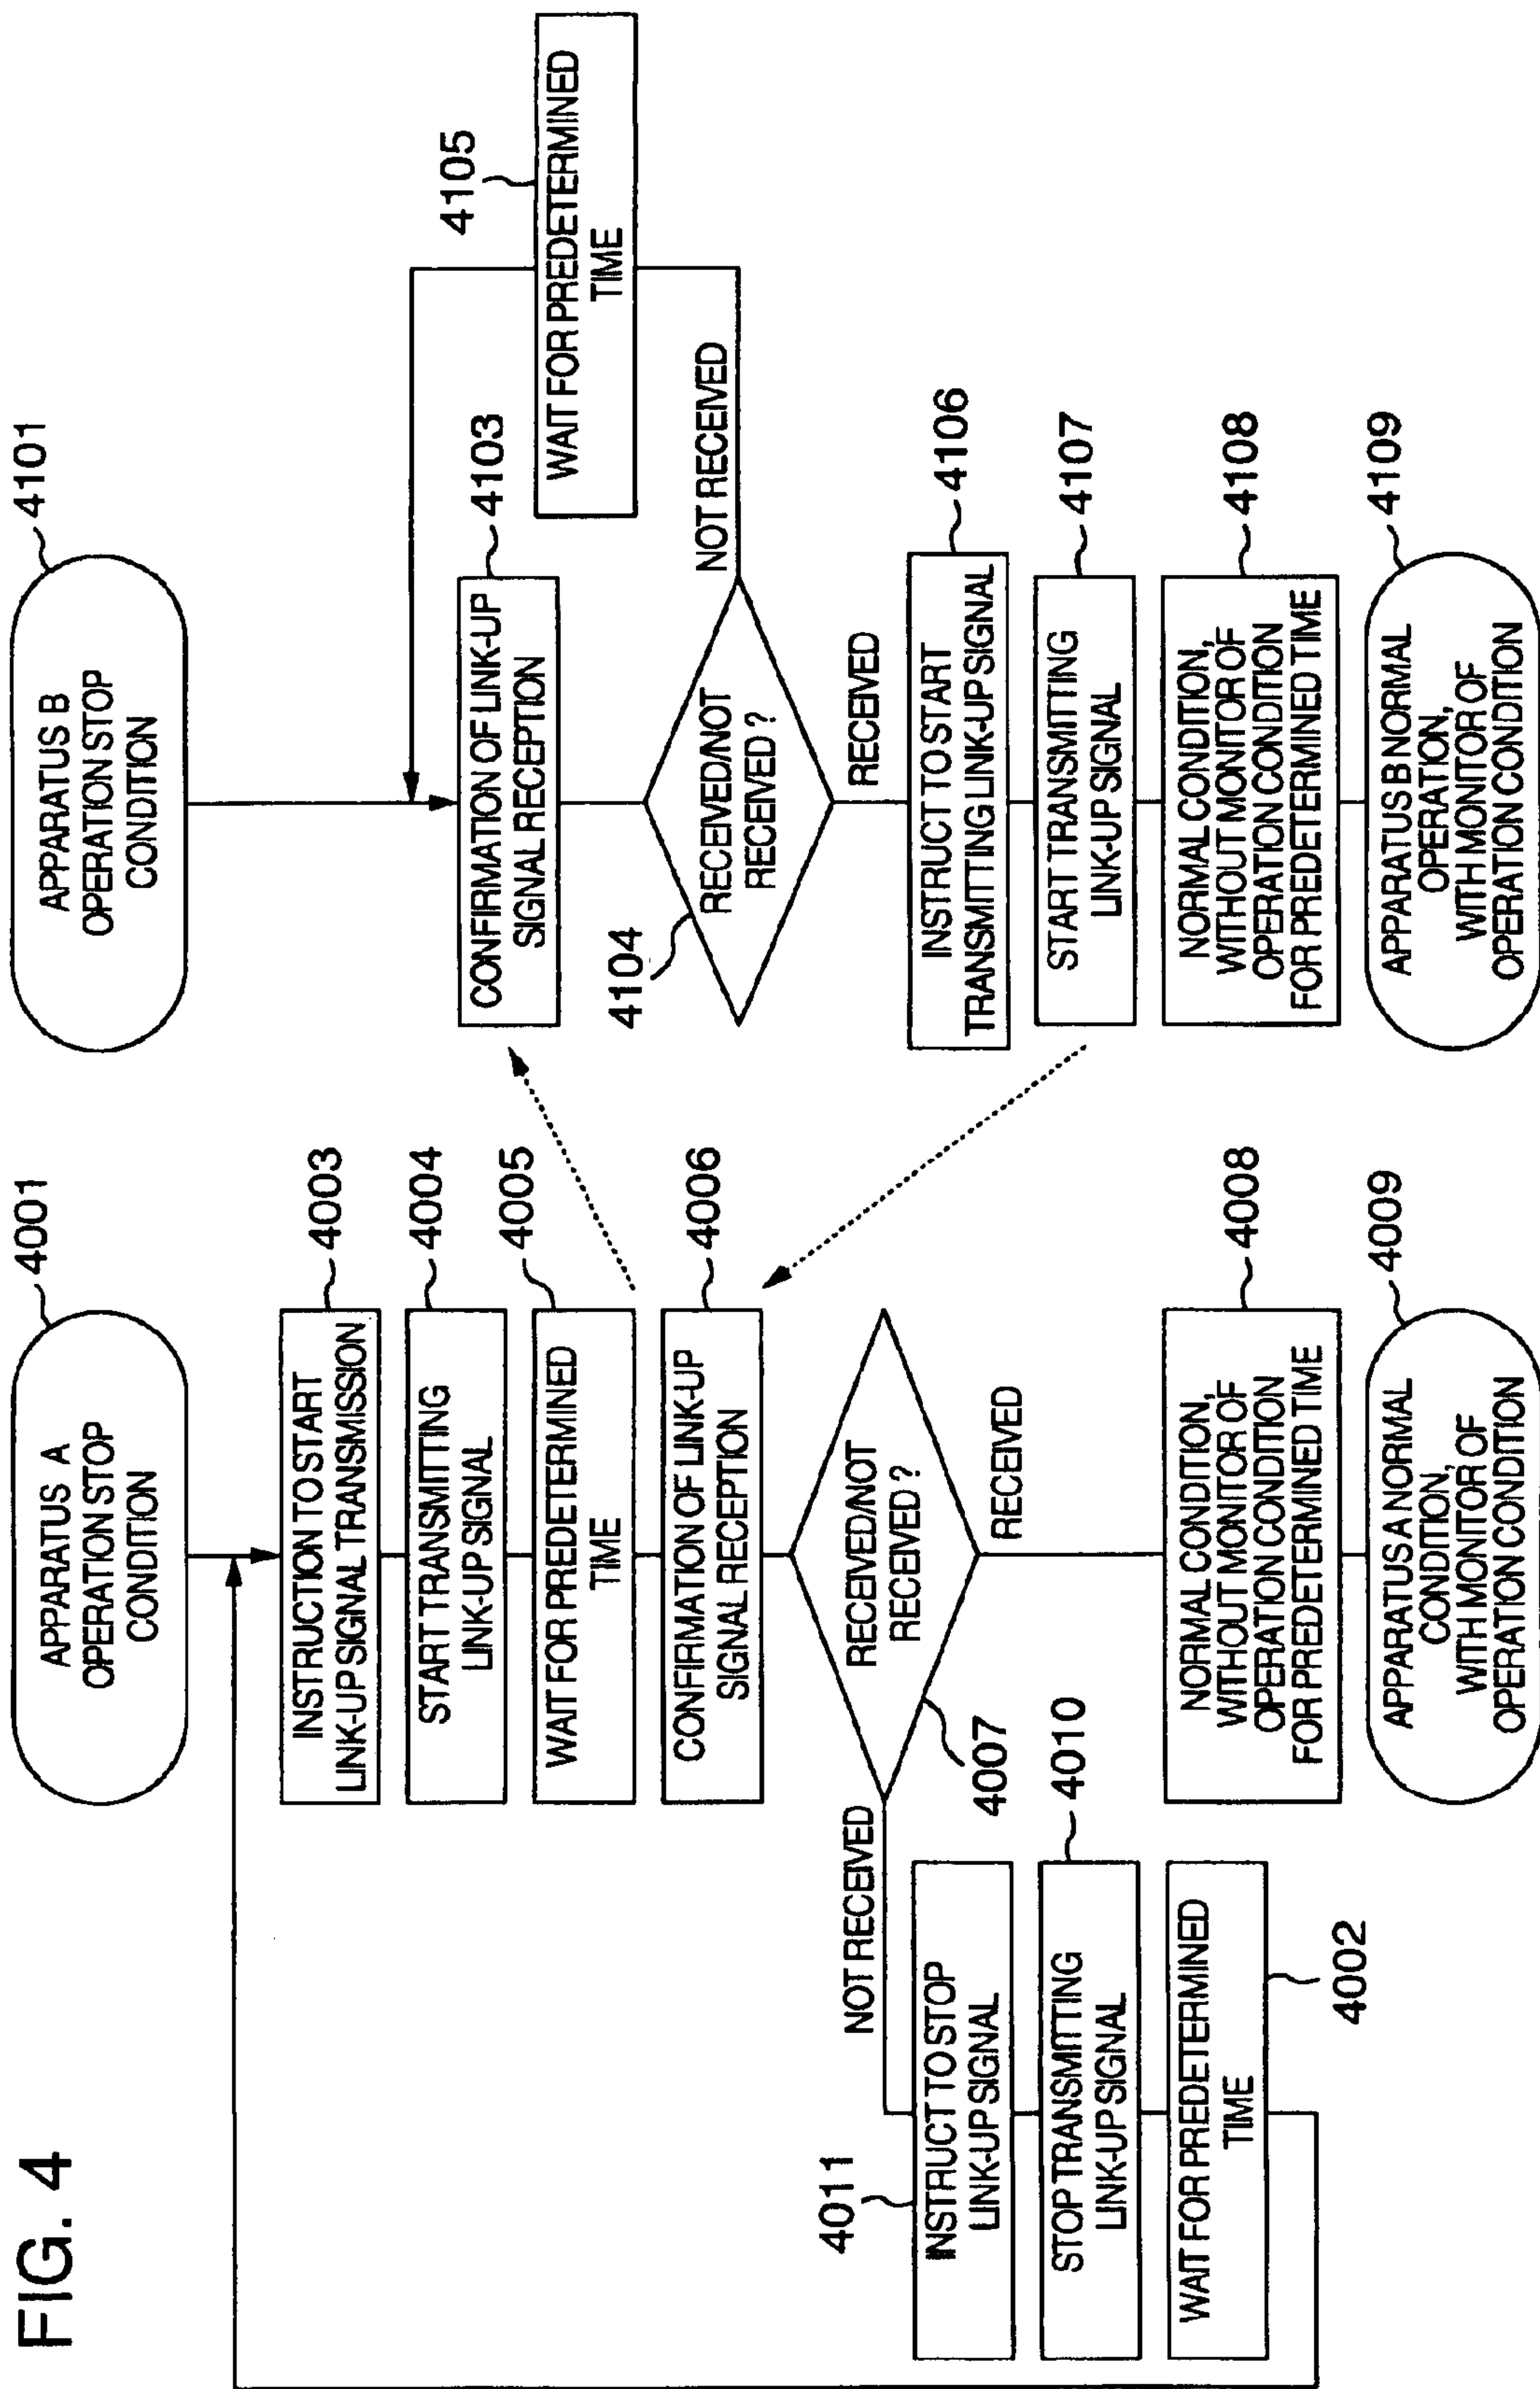 FIG. 4
APPARATUS A
OPERATION STOP
CONDITION
4001
INSTRUCTION TO START
LINK-UP SIGNAL TRANSMISSION
4003
START TRANSMITTING
LINK-UP SIGNAL
4004
WAIT FOR PREDETERMINED
TIME
4005
CONFIRMATION OF LINK-UP
SIGNAL RECEPTION
4006
RECEIVED/NOT
RECEIVED ?
4007
NOT RECEIVED
RECEIVED
4011
INSTRUCT TO STOP
LINK-UP SIGNAL
STOP TRANSMITTING
LINK-UP SIGNAL
4010
WAIT FOR PREDETERMINED
TIME
4002
NORMAL CONDITION,
WITHOUT MONITOR OF
OPERATION CONDITION
FOR PREDETERMINED TIME
4008
APPARATUS A NORMAL
CONDITION,
WITH MONITOR OF
OPERATION CONDITION
4009
APPARATUS B
OPERATION STOP
CONDITION
4101
CONFIRMATION OF LINK-UP
SIGNAL RECEPTION
4103
WAIT FOR PREDETERMINED
TIME
4105
4104
RECEIVED/NOT
RECEIVED ?
NOT RECEIVED
RECEIVED
INSTRUCT TO START
TRANSMITTING LINK-UP SIGNAL
4106
START TRANSMITTING
LINK-UP SIGNAL
4107
NORMAL CONDITION,
WITHOUT MONITOR OF
OPERATION CONDITION
FOR PREDETERMINED TIME
4108
APPARATUS B NORMAL
OPERATION,
WITH MONITOR OF
OPERATION CONDITION
4109